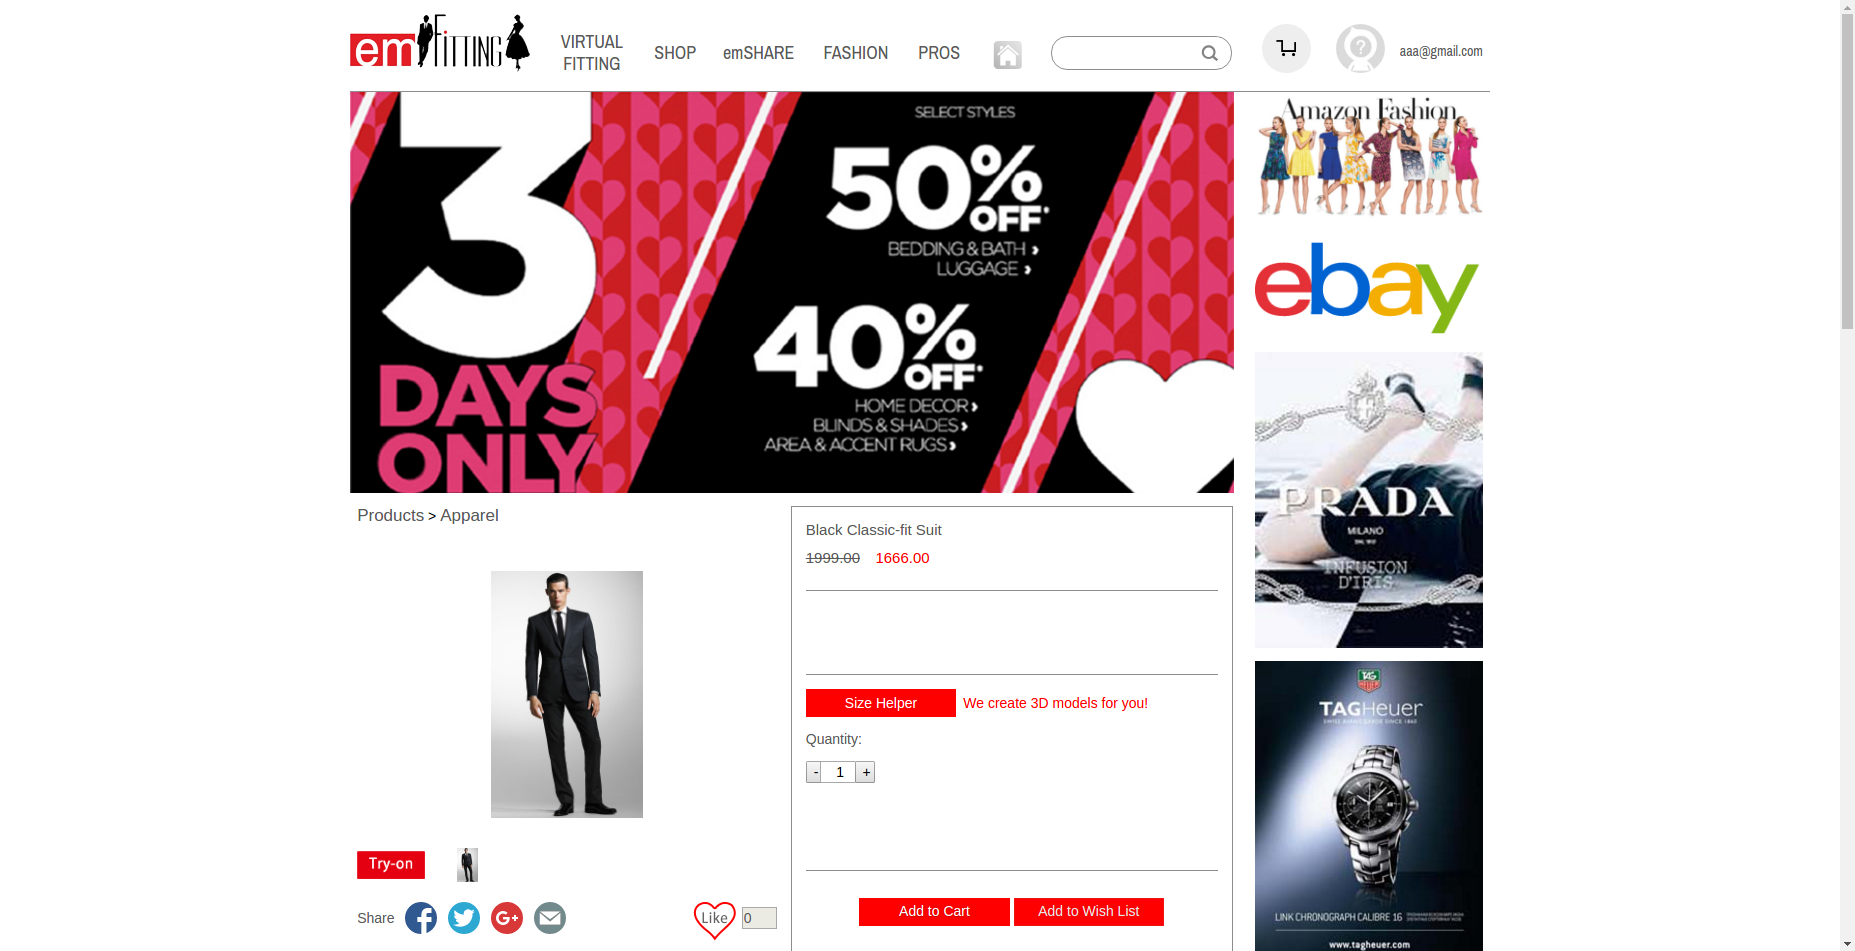 em FITTING
VIRTUAL
FITTING
SHOP
emSHARE
FASHION
PROS
aaa@gmail.com
3
DAYS
ONLY
SELECT STYLES
50%
OFF*
BEDDING & BATH ›
LUGGAGE ›
40%
OFF*
HOME DECOR ›
BLINDS & SHADES ›
AREA & ACCENT RUGS ›
Amazon Fashion
ebay
PRADA
MILANO
INFUSION
D'IRIS
TAG
HEUER
TAGHeuer
SWISS AVANT-GARDE SINCE 1860
LINK CHRONOGRAPH CALIBRE 16
www.tagheuer.com
Products > Apparel
Try-on
Share
Like
0
Black Classic-fit Suit
1999.00 1666.00
Size Helper
We create 3D models for you!
Quantity:
- 1 +
Add to Cart
Add to Wish List